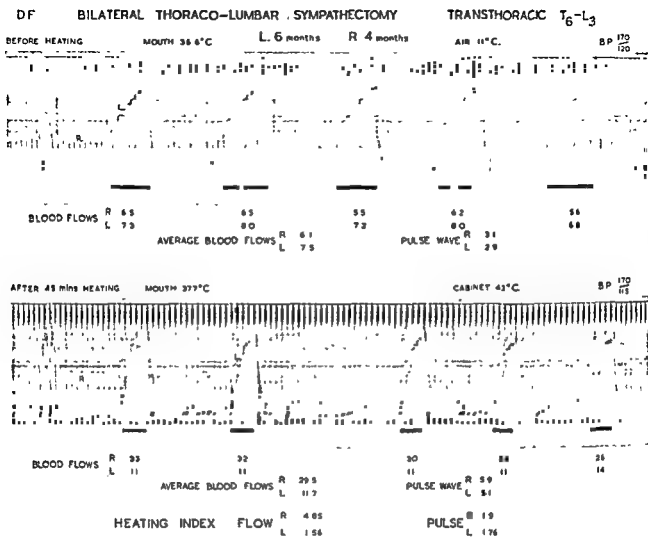 DF BILATERAL THORACO-LUMBAR SYMPATHECTOMY TRANSTHORACIC T6-L3
L. 6 months R 4 months
BEFORE HEATING MOUTH 36 6°C AIR 11°C. BP 170/120
R
BLOOD FLOWS R 6 5 6 5 5 5 6 2 5 6
L 7 3 8 0 7 2 8 0 6 8
AVERAGE BLOOD FLOWS R 6 1 PULSE WAVE R 3 1
L 7 5 L 2 9
AFTER 45 mins HEATING MOUTH 37 7°C CABINET 43°C. BP 170/115
R
BLOOD FLOWS R 33 32 30 28 25
L 11 11 11 11 14
AVERAGE BLOOD FLOWS R 29 5 PULSE WAVE R 5 9
L 11 7 L 5 1
HEATING INDEX FLOW R 4 85 PULSE R 1 9
L 1 56 L 1 76